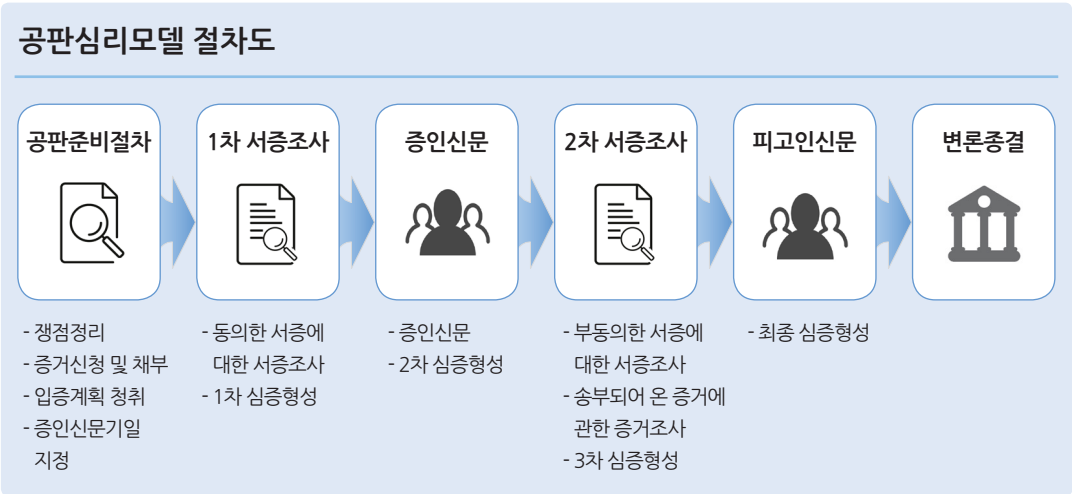 공판심리모델 절차도
공판준비절차
1차 서증조사
증인신문
2차 서증조사
피고인신문
변론종결
- 쟁점정리
- 증거신청 및 채부
- 입증계획 청취
- 증인신문기일
지정
- 동의한 서증에
대한 서증조사
- 1차 심증형성
- 증인신문
- 2차 심증형성
- 부동의한 서증에
대한 서증조사
- 송부되어 온 증거에
관한 증거조사
- 3차 심증형성
- 최종 심증형성